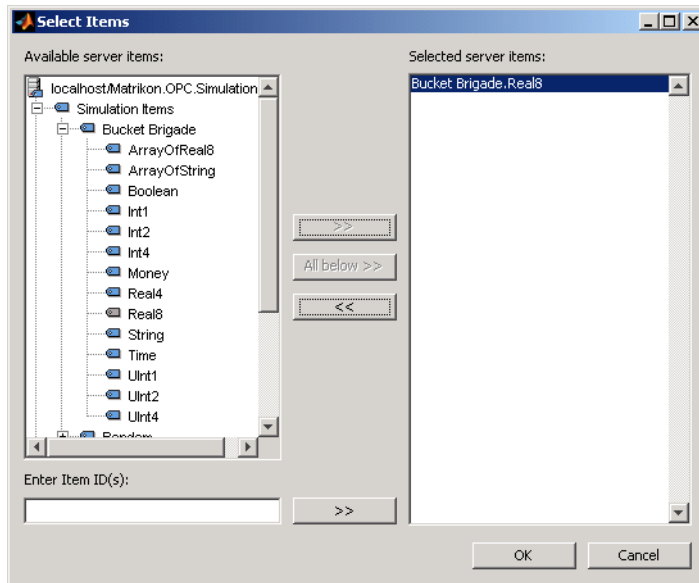 Select Items
Available server items:
localhost/Matrikon.OPC.Simulation
Simulation Items
Bucket Brigade
ArrayOfReal8
ArrayOfString
Boolean
Int1
Int2
Int4
Money
Real4
Real8
String
Time
UInt1
UInt2
UInt4
Random
Enter Item ID(s):
>>
All below >>
<<
>>
Selected server items:
Bucket Brigade.Real8
OK
Cancel